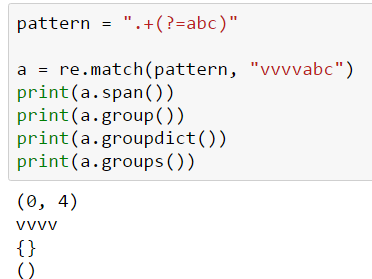 pattern = ".+(?=abc)"
a = re.match(pattern, "vvvvabc")
print(a.span())
print(a.group())
print(a.groupdict())
print(a.groups())
(0, 4)
vvvv
{}
()